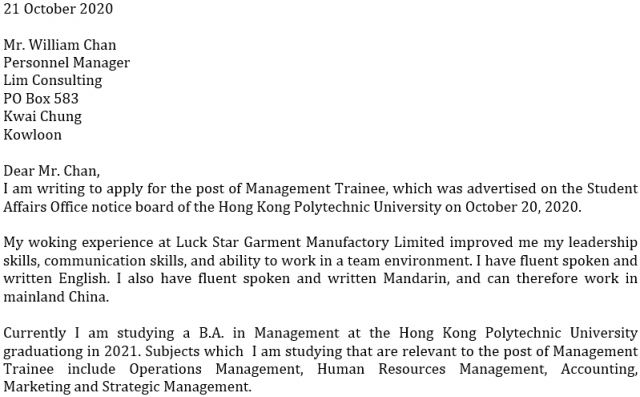 21 October 2020
Mr. William Chan
Personnel Manager
Lim Consulting
PO Box 583
Kwai Chung
Kowloon
Dear Mr. Chan,
I am writing to apply for the post of Management Trainee, which was advertised on the Student
Affairs Office notice board of the Hong Kong Polytechnic University on October 20, 2020.
My woking experience at Luck Star Garment Manufactory Limited improved me my leadership
skills, communication skills, and ability to work in a team environment. I have fluent spoken and
written English. I also have fluent spoken and written Mandarin, and can therefore work in
mainland China.
Currently I am studying a B.A. in Management at the Hong Kong Polytechnic University
graduationg in 2021. Subjects which I am studying that are relevant to the post of Management
Trainee include Operations Management, Human Resources Management, Accounting,
Marketing and Strategic Management.